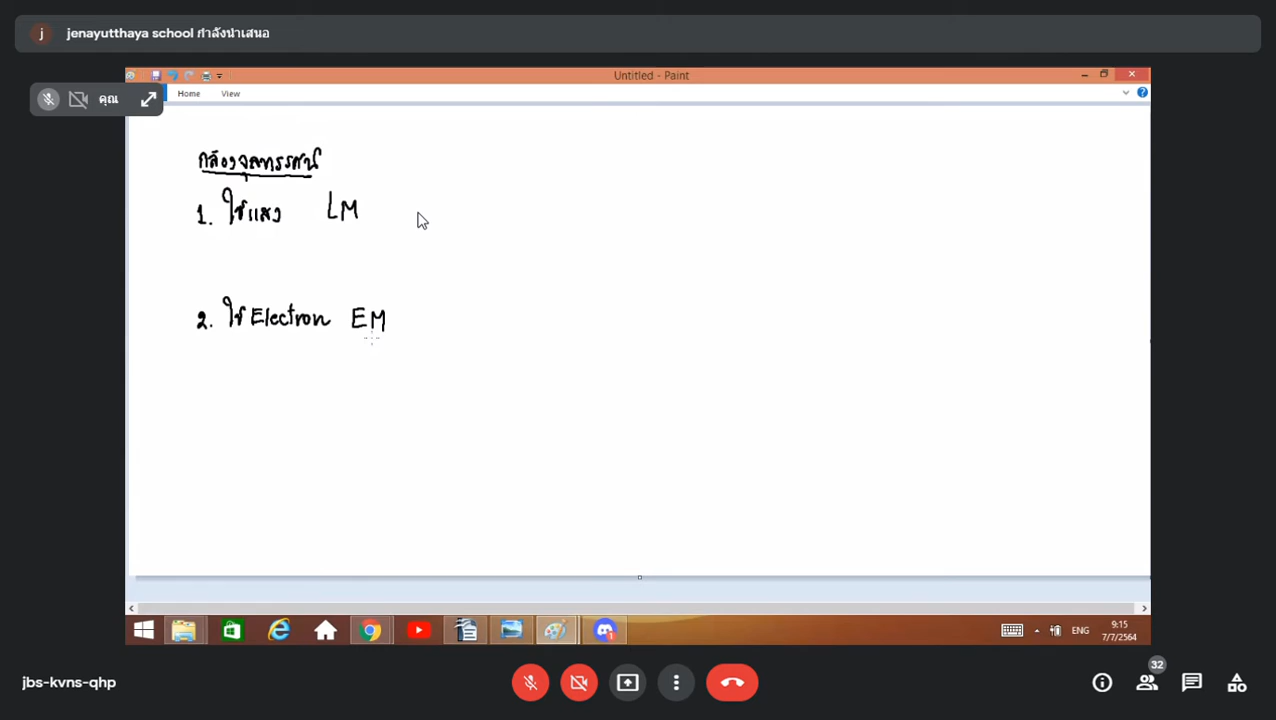 j jenayutthaya school กำลังนำเสนอ
Untitled - Paint
คุณ
Home View
กล้องจุลทรรศน์
1. ใช้แสง LM
2. ใช้ Electron EM
ENG
9:15
7/7/2564
jbs-kvns-qhp
32